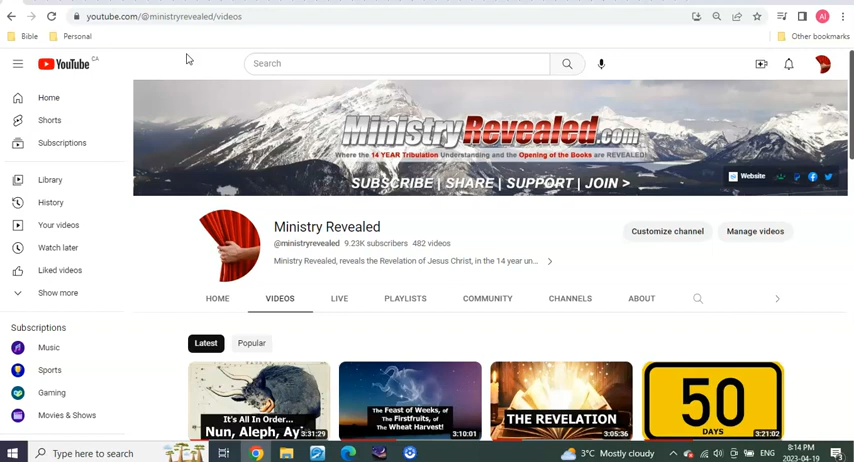 youtube.com/@ministryrevealed/videos
AI
Bible
Personal
Other bookmarks
YouTube CA
Search
Home
Shorts
Subscriptions
Library
History
Your videos
Watch later
Liked videos
Show more
Subscriptions
Music
Sports
Gaming
Movies & Shows
MinistryRevealed.com
Where the 14 YEAR Tribulation Understanding and the Opening of the Books are REVEALED!
SUBSCRIBE | SHARE | SUPPORT | JOIN >
Website
Ministry Revealed
@ministryrevealed 9.23K subscribers 482 videos
Ministry Revealed, reveals the Revelation of Jesus Christ, in the 14 year un...
Customize channel
Manage videos
HOME
VIDEOS
LIVE
PLAYLISTS
COMMUNITY
CHANNELS
ABOUT
Latest
Popular
It's All In Order...
Nun, Aleph, Ayi
3:31:29
The Feast of Weeks, of
The Firstfruits, of
The Wheat Harvest!
3:10:01
THE REVELATION
3:05:36
50
DAYS
3:21:02
Type here to search
3°C Mostly cloudy
ENG
8:14 PM
2023-04-19
3